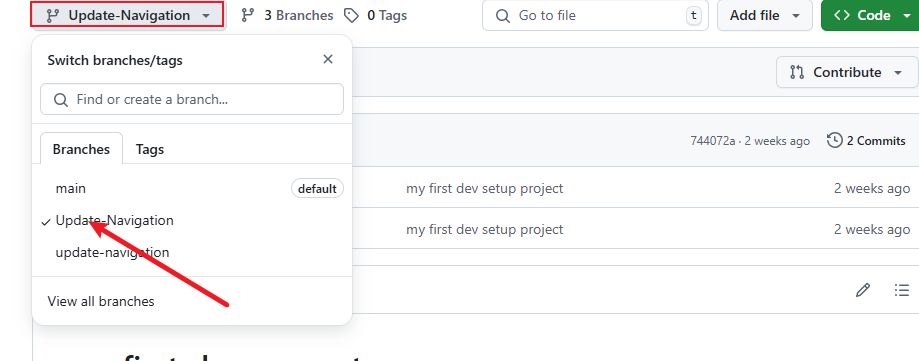 Update-Navigation
3 Branches
0 Tags
Go to file
t
Add file
<> Code
Switch branches/tags
Find or create a branch...
Contribute
Branches
Tags
744072a · 2 weeks ago
2 Commits
main
default
my first dev setup project
2 weeks ago
Update-Navigation
my first dev setup project
2 weeks ago
update-navigation
View all branches